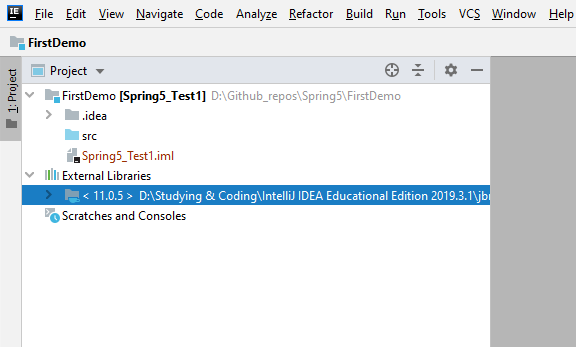 IE File Edit View Navigate Code Analyze Refactor Build Run Tools VCS Window Help
FirstDemo
1: Project
Project
FirstDemo [Spring5_Test1] D:\Github_repos\Spring5\FirstDemo
.idea
src
Spring5_Test1.iml
External Libraries
< 11.0.5 > D:\Studying & Coding\IntelliJ IDEA Educational Edition 2019.3.1\jbr
Scratches and Consoles